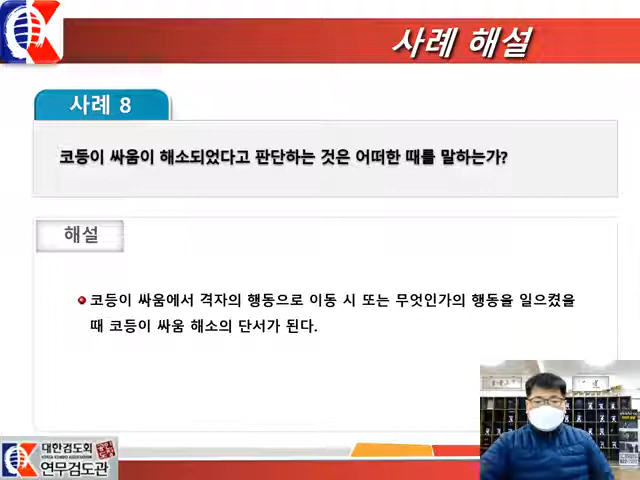 사례 해설
사례 8
코등이 싸움이 해소되었다고 판단하는 것은 어떠한 때를 말하는가?
해설
코등이 싸움에서 격자의 행동으로 이동 시 또는 무엇인가의 행동을 일으켰을
때 코등이 싸움 해소의 단서가 된다.
대한검도회
KOREA KUMDO ASSOCIATION
연무검도관